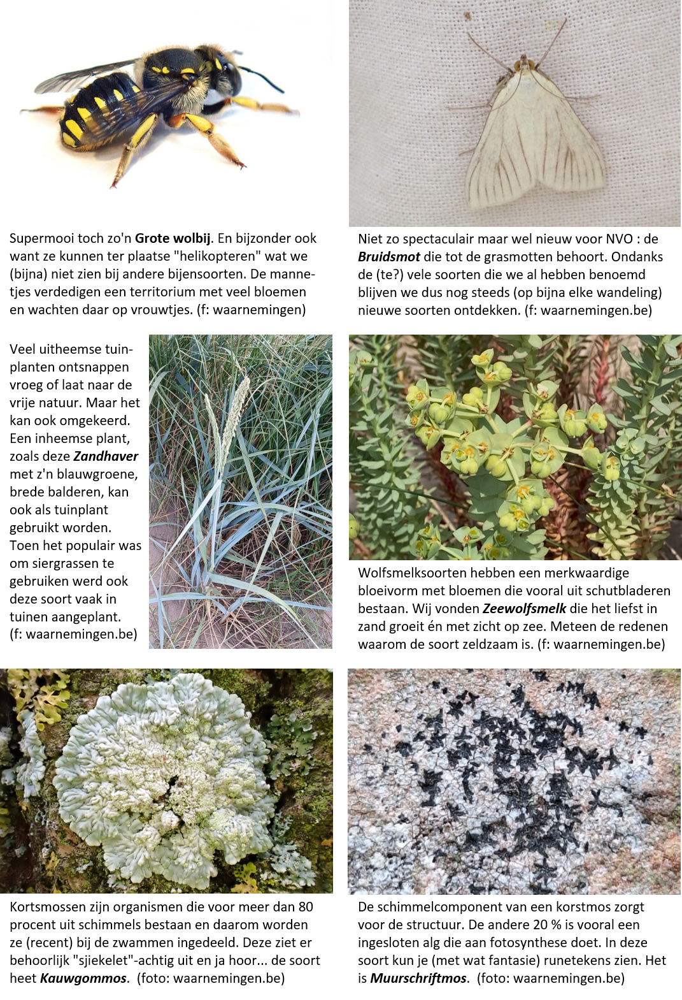 Supermooi toch zo'n Grote wolbij. En bijzonder ook
want ze kunnen ter plaatse "helikopteren" wat we
(bijna) niet zien bij andere bijensoorten. De manne-
tjes verdedigen een territorium met veel bloemen
en wachten daar op vrouwtjes. (f: waarnemingen)
Niet zo spectaculair maar wel nieuw voor NVO : de
Bruidsmot die tot de grasmotten behoort. Ondanks
de (te?) vele soorten die we al hebben benoemd
blijven we dus nog steeds (op bijna elke wandeling)
nieuwe soorten ontdekken. (f: waarnemingen.be)
Veel uitheemse tuin-
planten ontsnappen
vroeg of laat naar de
vrije natuur. Maar het
kan ook omgekeerd.
Een inheemse plant,
zoals deze Zandhaver
met z'n blauwgroene,
brede balderen, kan
ook als tuinplant
gebruikt worden.
Toen het populair was
om siergrassen te
gebruiken werd ook
deze soort vaak in
tuinen aangeplant.
(f: waarnemingen.be)
Wolfsmelksoorten hebben een merkwaardige
bloeivorm met bloemen die vooral uit schutbladeren
bestaan. Wij vonden Zeewolfsmelk die het liefst in
zand groeit én met zicht op zee. Meteen de redenen
waarom de soort zeldzaam is. (f: waarnemingen.be)
Kortsmossen zijn organismen die voor meer dan 80
procent uit schimmels bestaan en daarom worden
ze (recent) bij de zwammen ingedeeld. Deze ziet er
behoorlijk "sjiekelet"-achtig uit en ja hoor... de soort
heet Kauwgommos. (foto: waarnemingen.be)
De schimmelcomponent van een korstmos zorgt
voor de structuur. De andere 20 % is vooral een
ingesloten alg die aan fotosynthese doet. In deze
soort kun je (met wat fantasie) runetekens zien. Het
is Muurschriftmos. (foto: waarnemingen.be)